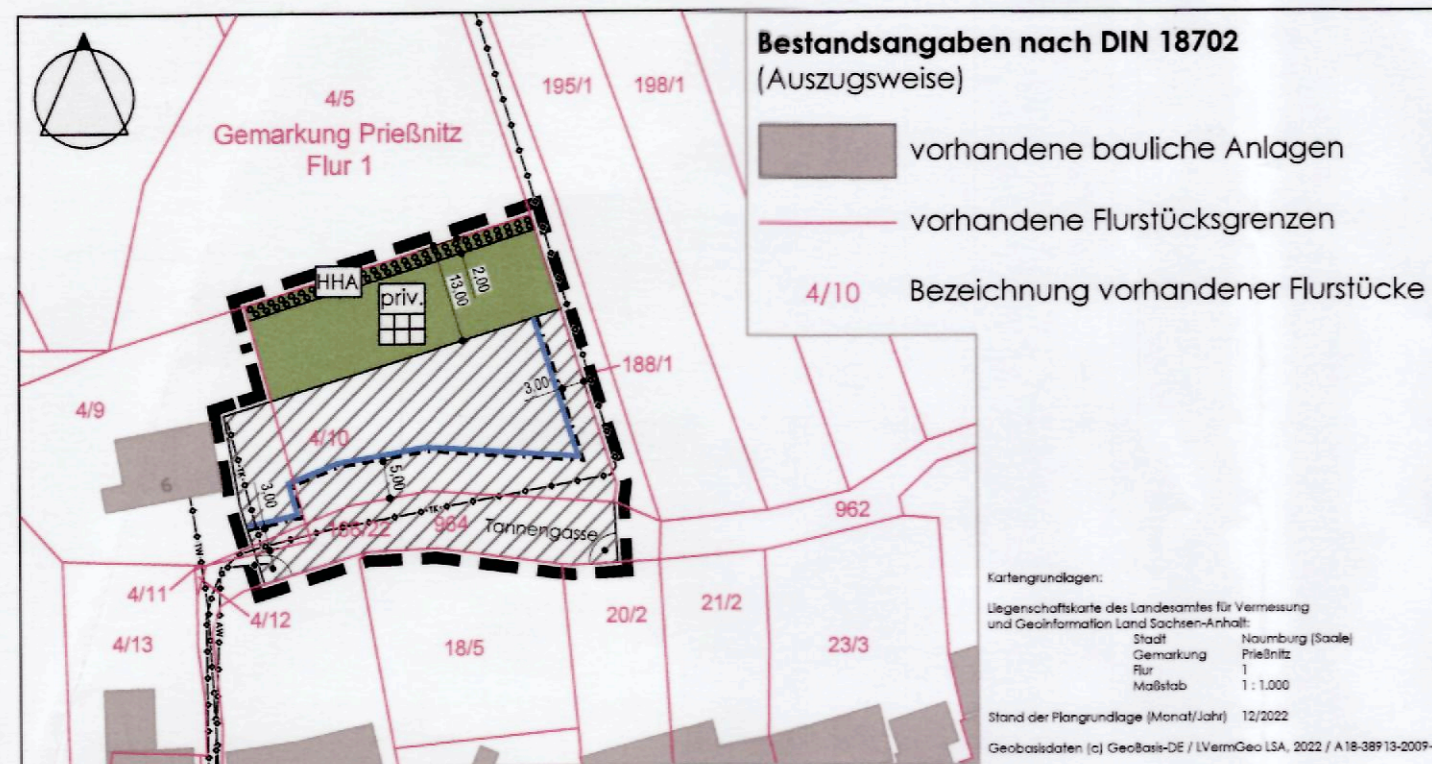 Bestandsangaben nach DIN 18702
(Auszugsweise)
vorhandene bauliche Anlagen
vorhandene Flurstücksgrenzen
4/10 Bezeichnung vorhandener Flurstücke
4/5
Gemarkung Prießnitz
Flur 1
195/1
198/1
HHA
priv.
13,00
2,00
188/1
3,00
4/9
4/10
6
TK
3,00
5,00
TK
964
Tannengasse
962
TW
AW
4/11
4/12
4/13
18/5
20/2
21/2
23/3
Kartengrundlagen:
Liegenschaftskarte des Landesamtes für Vermessung
und Geoinformation Land Sachsen-Anhalt:
Stadt Naumburg (Saale)
Gemarkung Prießnitz
Flur 1
Maßstab 1 : 1.000
Stand der Plangrundlage (Monat/Jahr) 12/2022
Geobasisdaten (c) GeoBasis-DE / LVermGeo LSA, 2022 / A18-38913-2009-